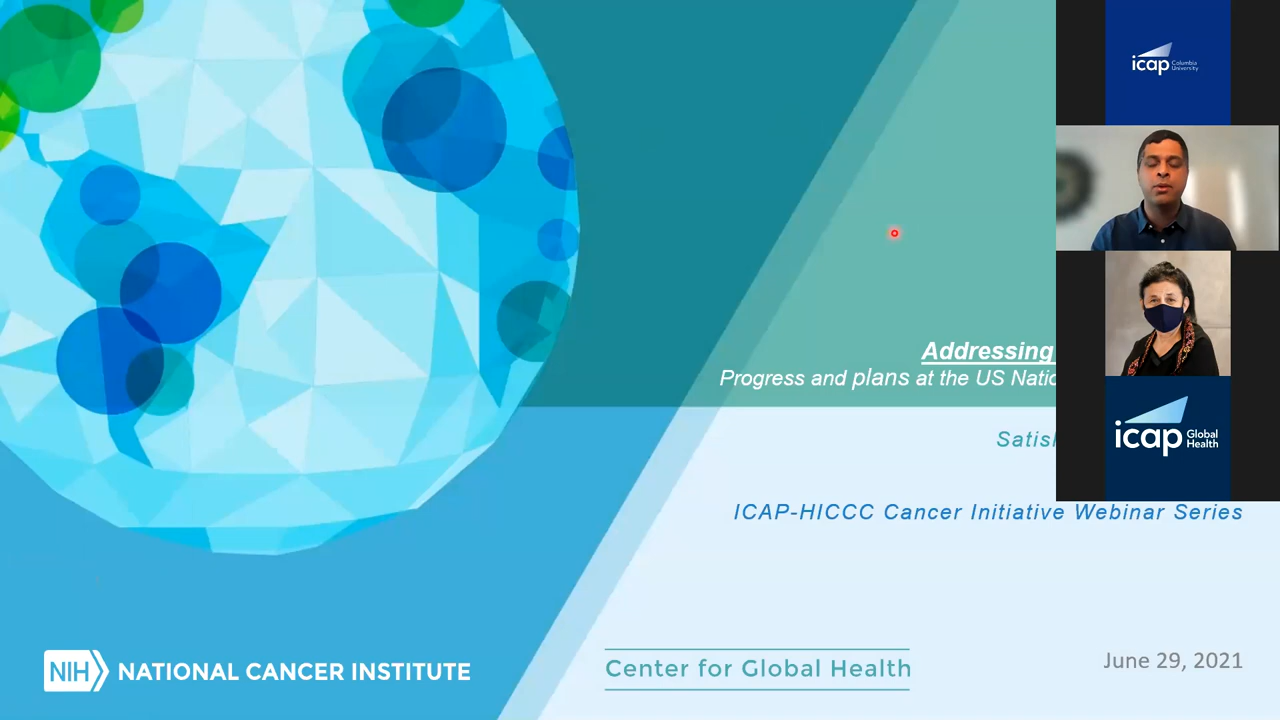 icap Columbia
University
Addressing
Progress and plans at the US Natio
Satis
icap Global
Health
ICAP-HICCC Cancer Initiative Webinar Series
NIH NATIONAL CANCER INSTITUTE
Center for Global Health
June 29, 2021